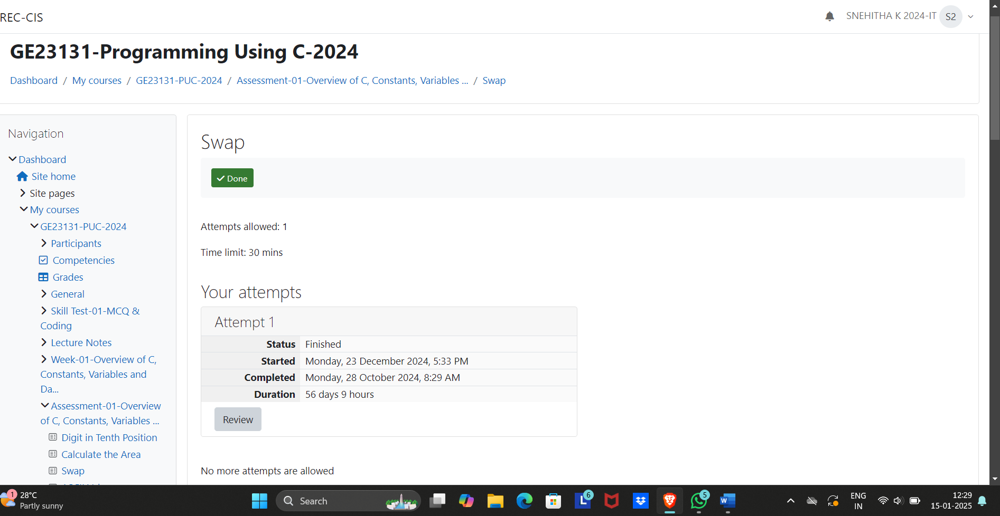 REC-CIS
SNEHITHA K 2024-IT
S2
GE23131-Programming Using C-2024
Dashboard / My courses / GE23131-PUC-2024 / Assessment-01-Overview of C, Constants, Variables ... / Swap
Navigation
Dashboard
Site home
Site pages
My courses
GE23131-PUC-2024
Participants
Competencies
Grades
General
Skill Test-01-MCQ &
Coding
Lecture Notes
Week-01-Overview of C,
Constants, Variables and
Da...
Assessment-01-Overview
of C, Constants, Variables ...
Digit in Tenth Position
Calculate the Area
Swap
Swap
Done
Attempts allowed: 1
Time limit: 30 mins
Your attempts
Attempt 1
Status Finished
Started Monday, 23 December 2024, 5:33 PM
Completed Monday, 28 October 2024, 8:29 AM
Duration 56 days 9 hours
Review
No more attempts are allowed
1
28°C
Partly sunny
Search
L
6
5
W
ENG
IN
12:29
15-01-2025